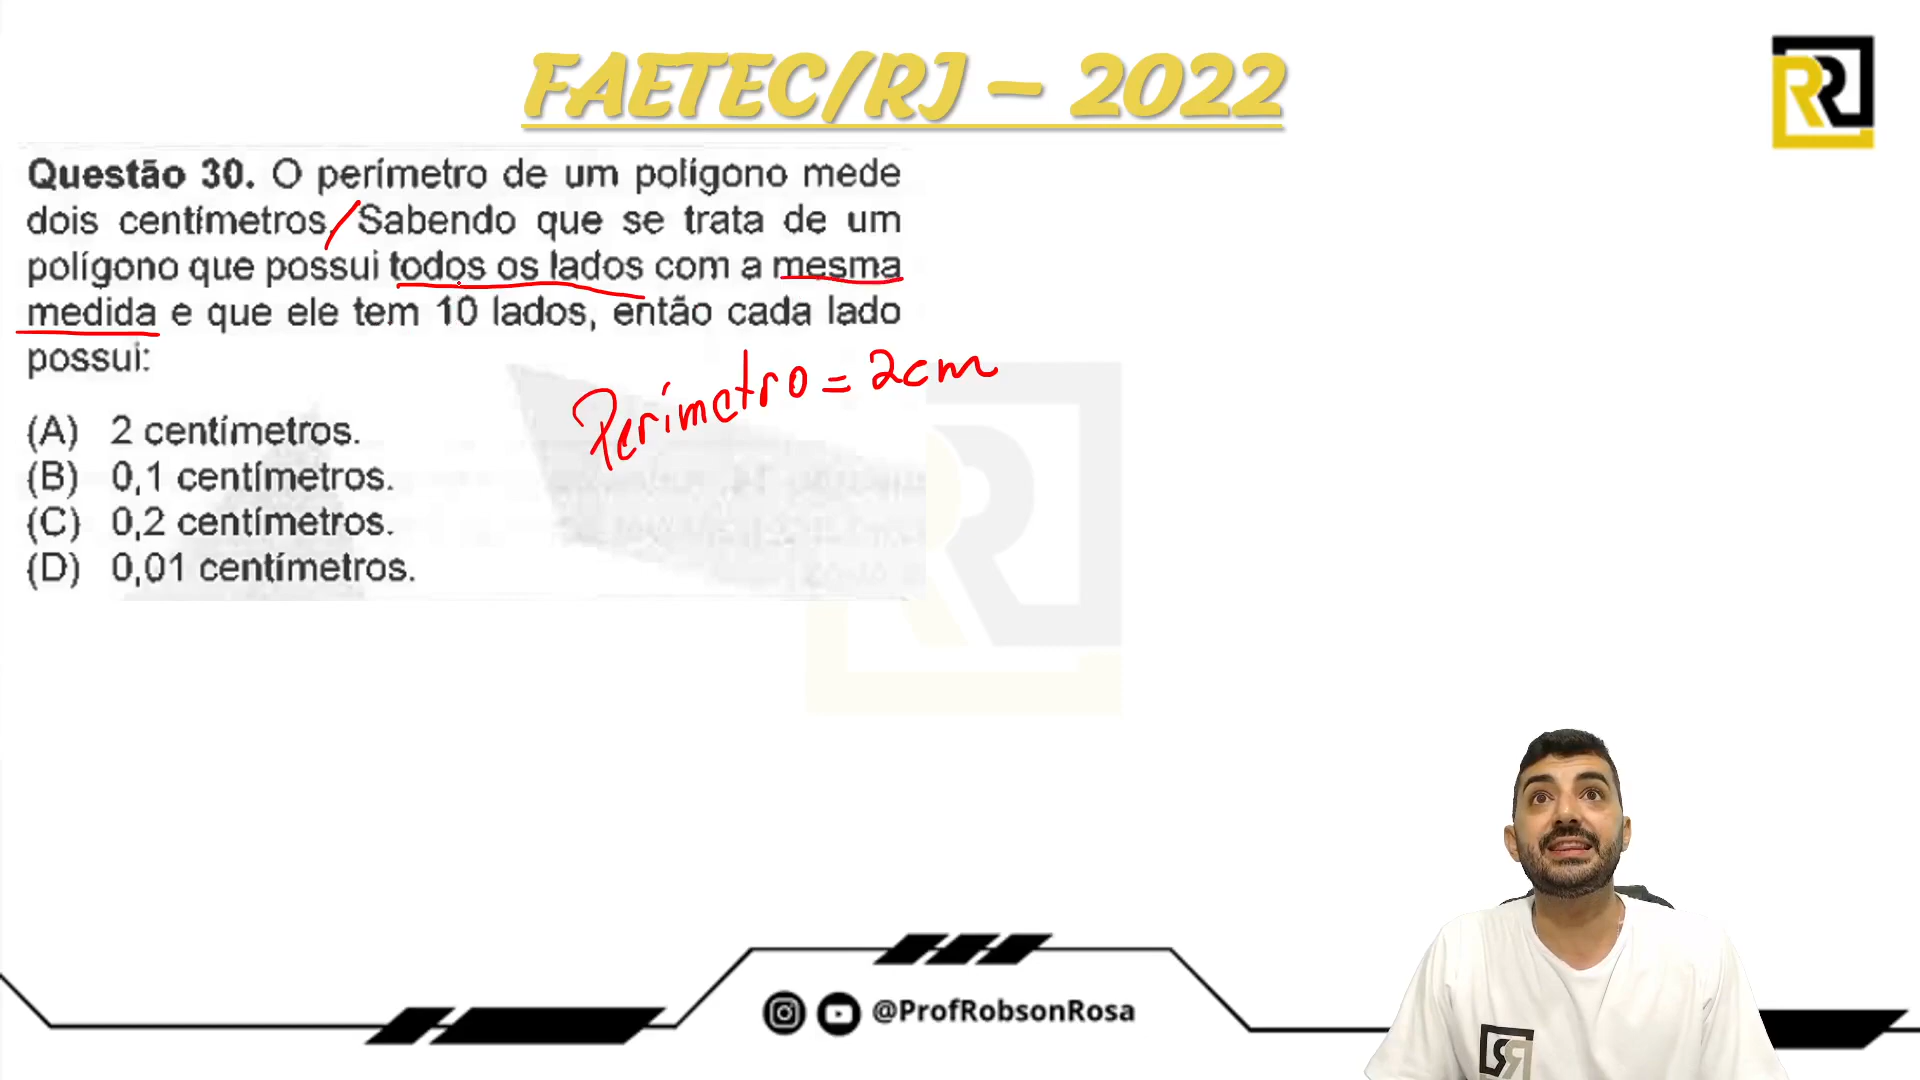 FAETEC/RJ – 2022
Questão 30. O perímetro de um polígono mede
dois centímetros. Sabendo que se trata de um
polígono que possui todos os lados com a mesma
medida e que ele tem 10 lados, então cada lado
possui:
Perímetro = 2cm
(A) 2 centímetros.
(B) 0,1 centímetros.
(C) 0,2 centímetros.
(D) 0,01 centímetros.
@ProfRobsonRosa